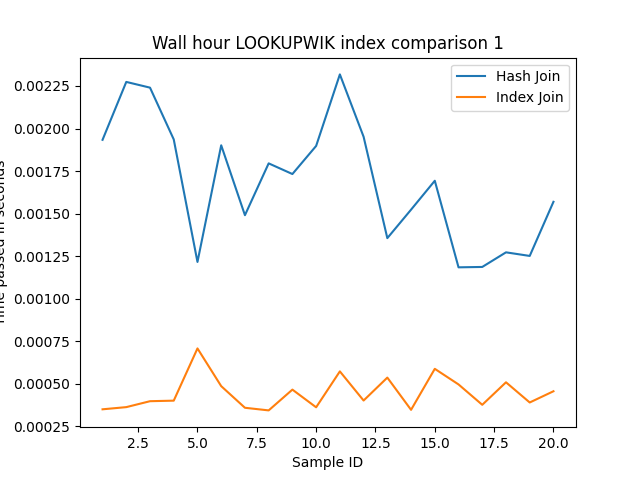 Wall hour LOOKUPWIK index comparison 1
Hash Join
Index Join
0.00225
0.00200
0.00175
0.00150
0.00125
0.00100
0.00075
0.00050
0.00025
Time passed in seconds
2.5 5.0 7.5 10.0 12.5 15.0 17.5 20.0
Sample ID